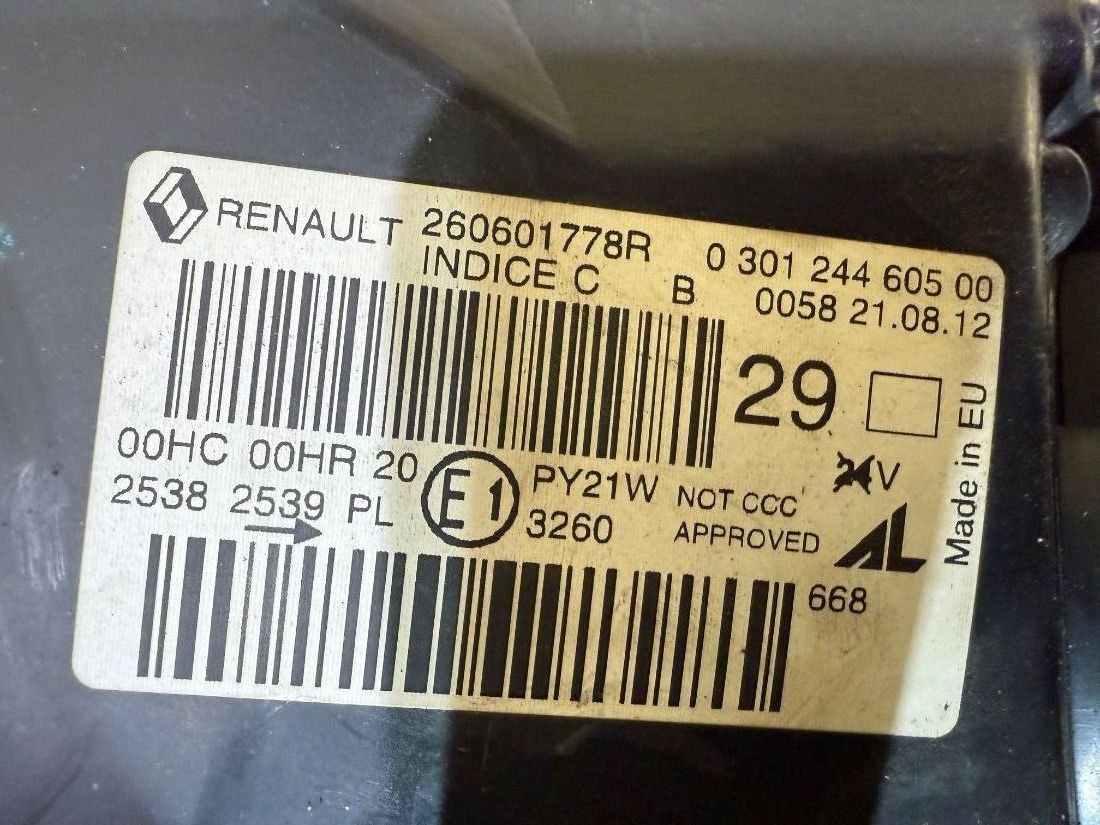 RENAULT 260601778R 0 301 244 605 00
INDICE C B 0058 21.08.12
29
00HC 00HR 20 E1 PY21W NOT CCC V
2538 2539 PL 3260 APPROVED AL
668
Made in EU